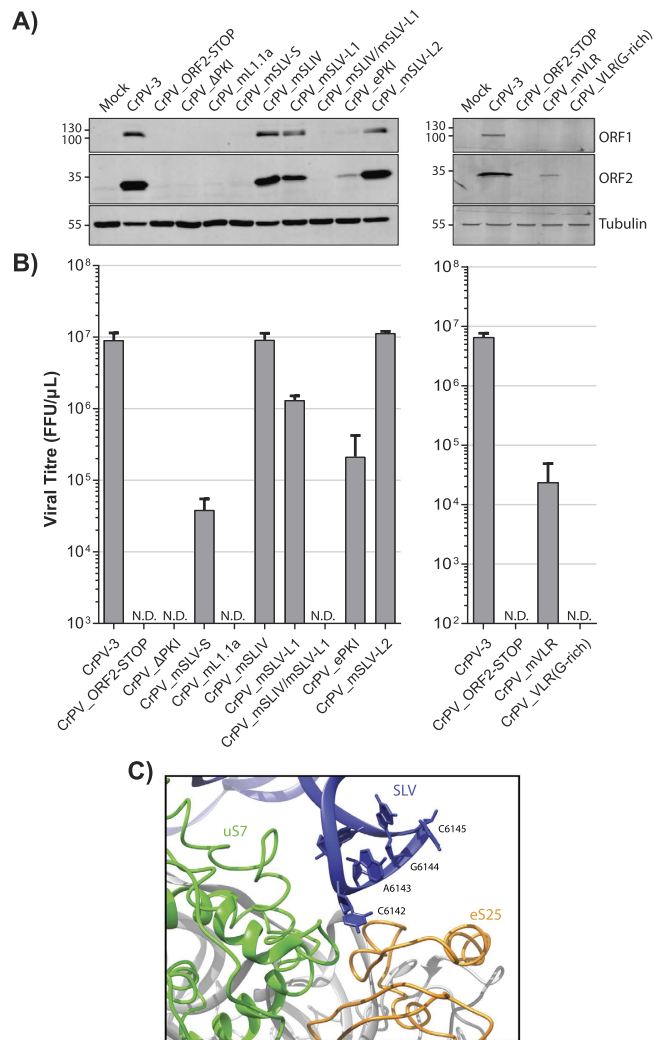 A)
Mock
CrPV-3
CrPV_ORF2-STOP
CrPV_ΔPKI
CrPV_mL1.1a
CrPV_mSLV-S
CrPV_mSLIV
CrPV_mSLV-L1
CrPV_mSLIV/mSLV-L1
CrPV_ePKI
CrPV_mSLV-L2
Mock
CrPV-3
CrPV_ORF2-STOP
CrPV_mVLR
CrPV_VLR(G-rich)
130
100
130
100
ORF1
35
35
ORF2
55
55
Tubulin
B)
Viral Titre (FFU/µL)
10⁸
10⁷
10⁶
10⁵
10⁴
10³
N.D.
N.D.
N.D.
N.D.
CrPV-3
CrPV_ORF2-STOP
CrPV_ΔPKI
CrPV_mSLV-S
CrPV_mL1.1a
CrPV_mSLIV
CrPV_mSLV-L1
CrPV_mSLIV/mSLV-L1
CrPV_ePKI
CrPV_mSLV-L2
10⁸
10⁷
10⁶
10⁵
10⁴
10³
10²
N.D.
N.D.
CrPV-3
CrPV_ORF2-STOP
CrPV_mVLR
CrPV_VLR(G-rich)
C)
SLV
uS7
C6145
G6144
A6143
C6142
eS25